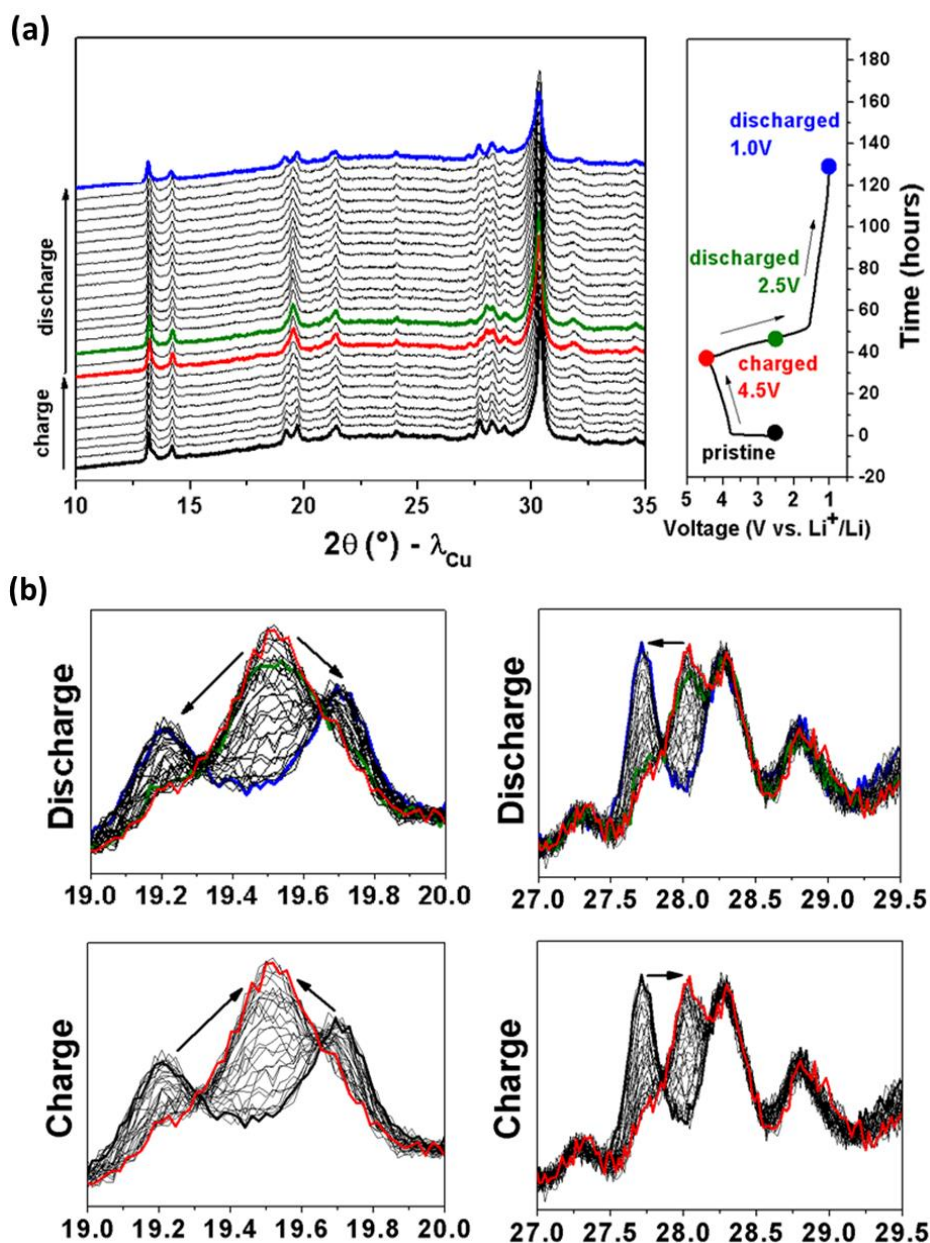 (a)
charge
discharge
10 15 20 25 30 35
2θ (°) - λCu
discharged
1.0V
discharged
2.5V
charged
4.5V
pristine
180
160
140
120
100
80
60
40
20
0
-20
Time (hours)
5 4 3 2 1
Voltage (V vs. Li+/Li)
(b)
Discharge
19.0 19.2 19.4 19.6 19.8 20.0
Discharge
27.0 27.5 28.0 28.5 29.0 29.5
Charge
19.0 19.2 19.4 19.6 19.8 20.0
Charge
27.0 27.5 28.0 28.5 29.0 29.5